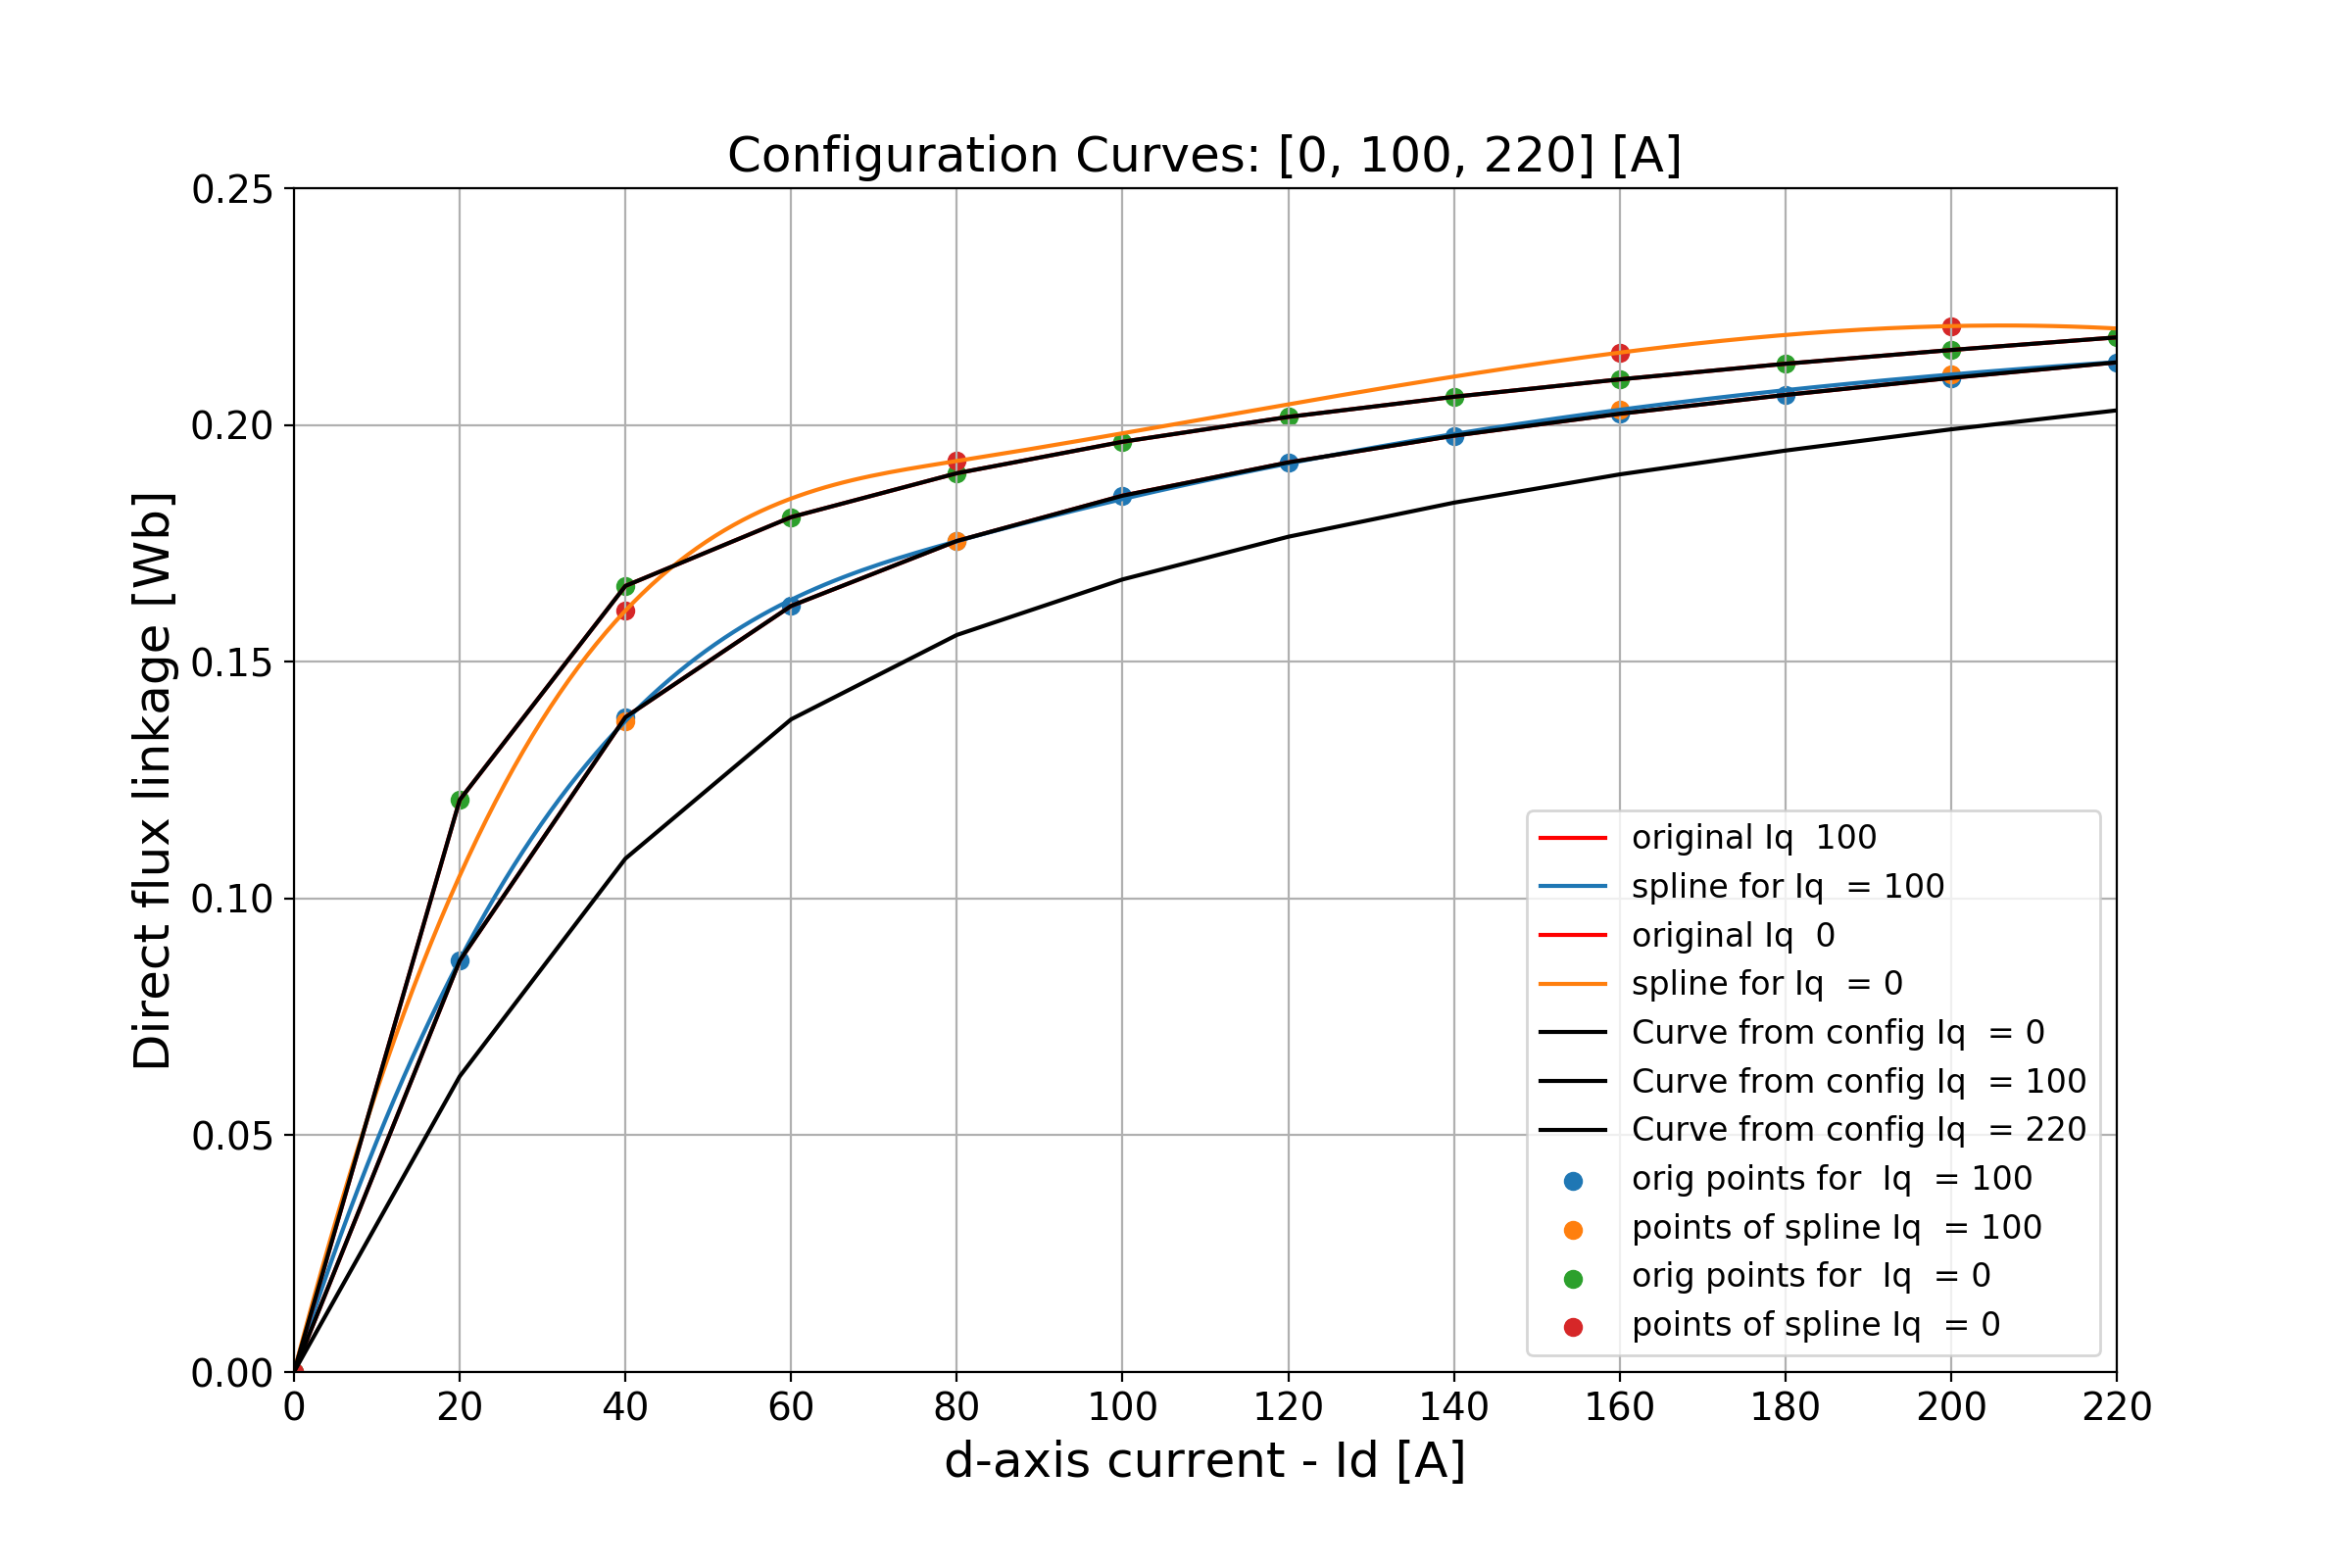 Configuration Curves: [0, 100, 220] [A]
Direct flux linkage [Wb]
0.25
0.20
0.15
0.10
0.05
0.00
original Iq  100
spline for Iq  = 100
original Iq  0
spline for Iq  = 0
Curve from config Iq  = 0
Curve from config Iq  = 100
Curve from config Iq  = 220
orig points for  Iq  = 100
points of spline Iq  = 100
orig points for  Iq  = 0
points of spline Iq  = 0
0 20 40 60 80 100 120 140 160 180 200 220
d-axis current - Id [A]